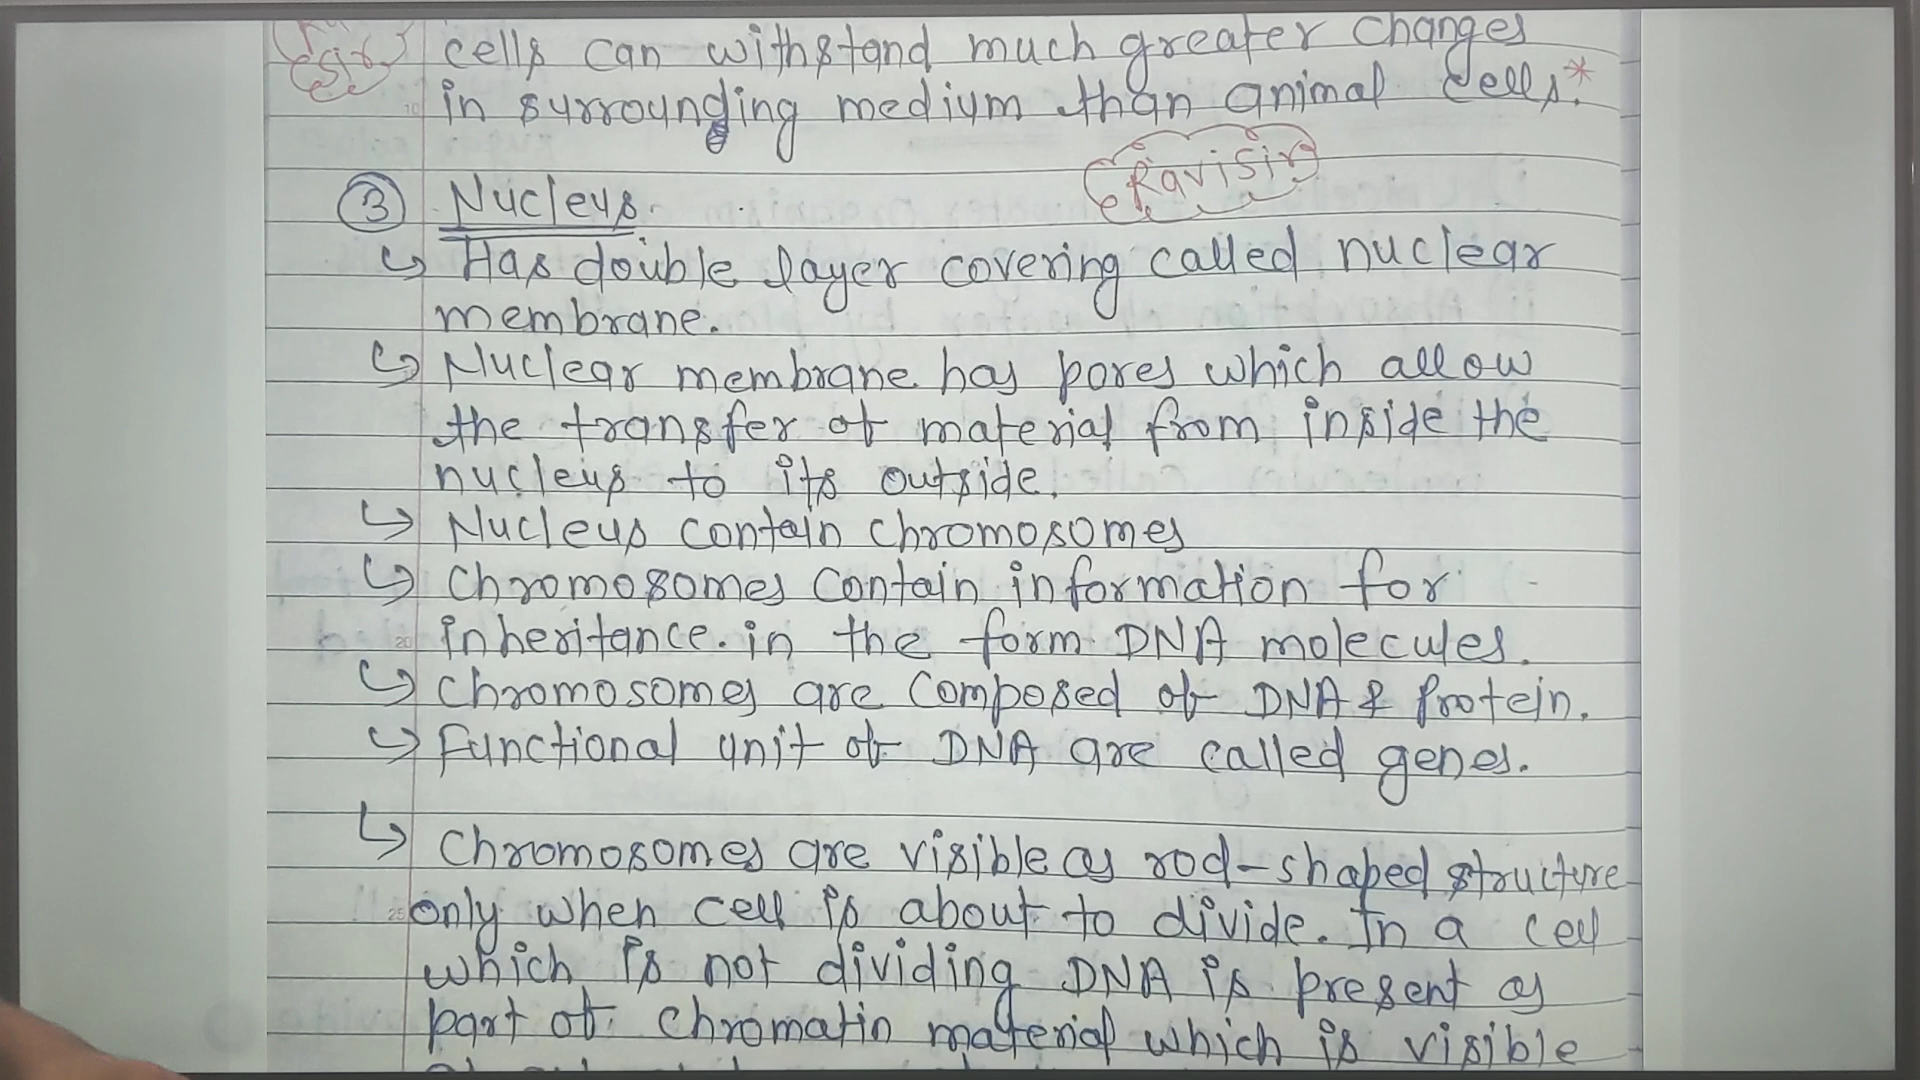 cells can withstand much greater changes
in surrounding medium than animal cells.*
Ravisir
③ Nucleus
↳ Has double layer covering called nuclear
membrane.
↳ Nuclear membrane has pores which allow
the transfer of material from inside the
nucleus to its outside.
↳ Nucleus contain chromosomes
↳ Chromosomes contain information for
inheritance in the form DNA molecules.
↳ Chromosomes are composed of DNA & Protein.
↳ Functional unit of DNA are called genes.
↳ Chromosomes are visible as rod-shaped structure
only when cell is about to divide. In a cell
which is not dividing DNA is present as
part of chromatin material which is visible